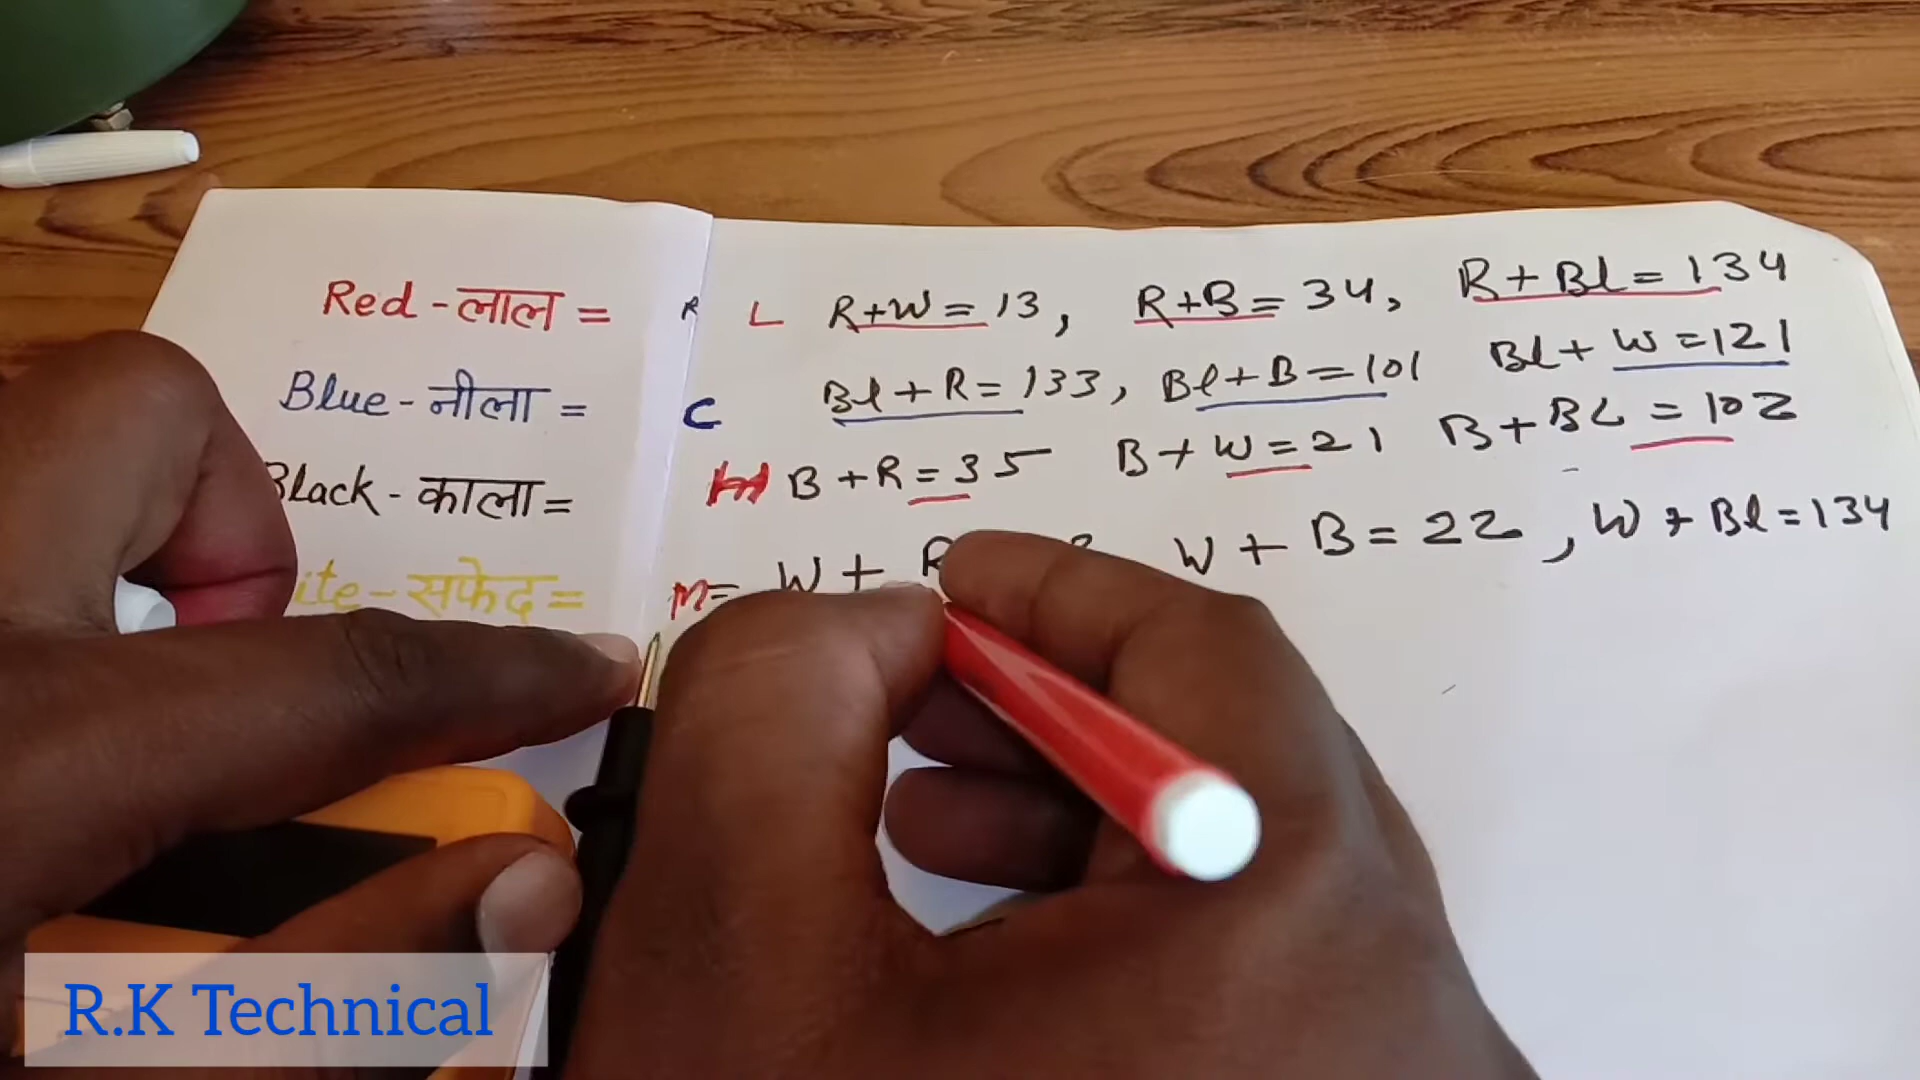 Red - लाल = R L R+W = 13, R+B = 34, R+Bl = 134
Blue - नीला = C Bl+R = 133, Bl+B = 101 Bl+W = 121
Black - काला = B+R = 35 B+W = 21 B+BL = 102
ite - सफेद = M= W+ W+B = 22, W+Bl = 134
R.K Technical